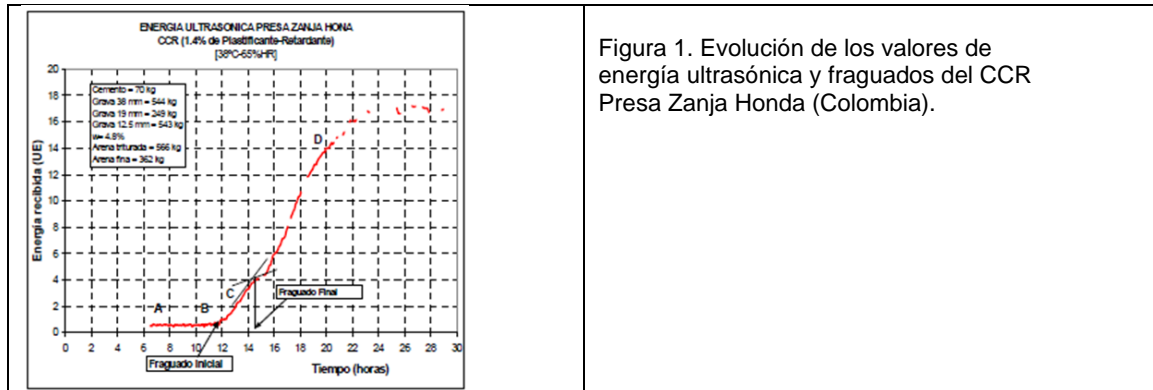 ENERGIA ULTRASONICA PRESA ZANJA HONA
CCR (1.4% de Plastificante-Retardante)
[38ºC-65%HR]
Energía recibida (UE)
20
18
16
14
12
10
8
6
4
2
0
Cemento = 70 kg
Grava 38 mm = 544 kg
Grava 19 mm = 249 kg
Grava 12.5 mm = 543 kg
w= 4.8%
Arena triturada = 566 kg
Arena fina = 362 kg
A
B
C
D
Fraguado Final
0 2 4 6 8 10 12 14 16 18 20 22 24 26 28 30
Fraguado Inicial
Tiempo (horas)
Figura 1. Evolución de los valores de
energía ultrasónica y fraguados del CCR
Presa Zanja Honda (Colombia).